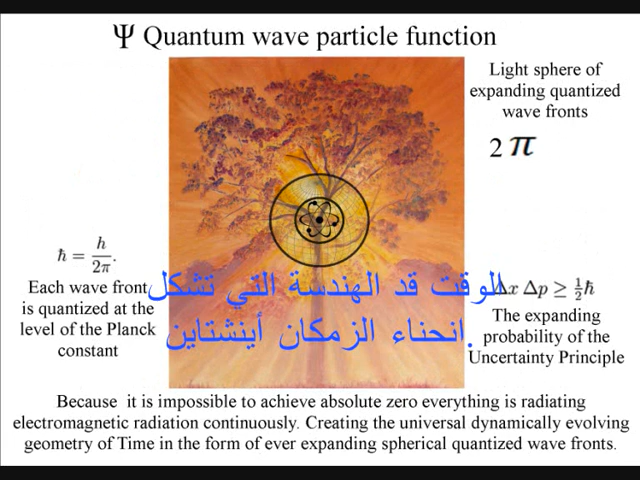 Ψ Quantum wave particle function
Light sphere of
expanding quantized
wave fronts
2 π
ħ = h/2π.
Each wave front
is quantized at the
level of the Planck
constant
الوقت قد الهندسة التي تشكل
انحناء الزمكان أينشتاين.
Δx Δp ≥ ½ħ
The expanding
probability of the
Uncertainty Principle
Because it is impossible to achieve absolute zero everything is radiating
electromagnetic radiation continuously. Creating the universal dynamically evolving
geometry of Time in the form of ever expanding spherical quantized wave fronts.